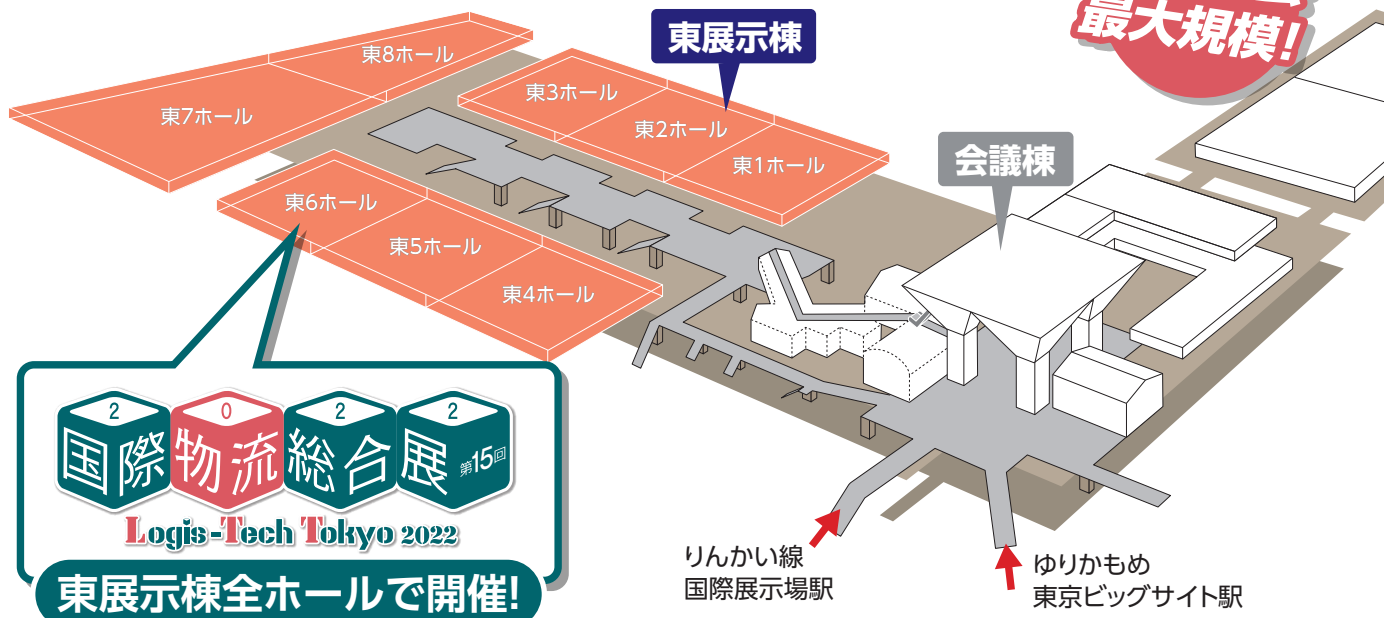 最大規模!
東展示棟
東8ホール
東7ホール
東3ホール
東2ホール
東1ホール
会議棟
東6ホール
東5ホール
東4ホール
2 0 2 2
国際物流総合展 第15回
Logis-Tech Tokyo 2022
東展示棟全ホールで開催!
りんかい線
国際展示場駅
ゆりかもめ
東京ビッグサイト駅